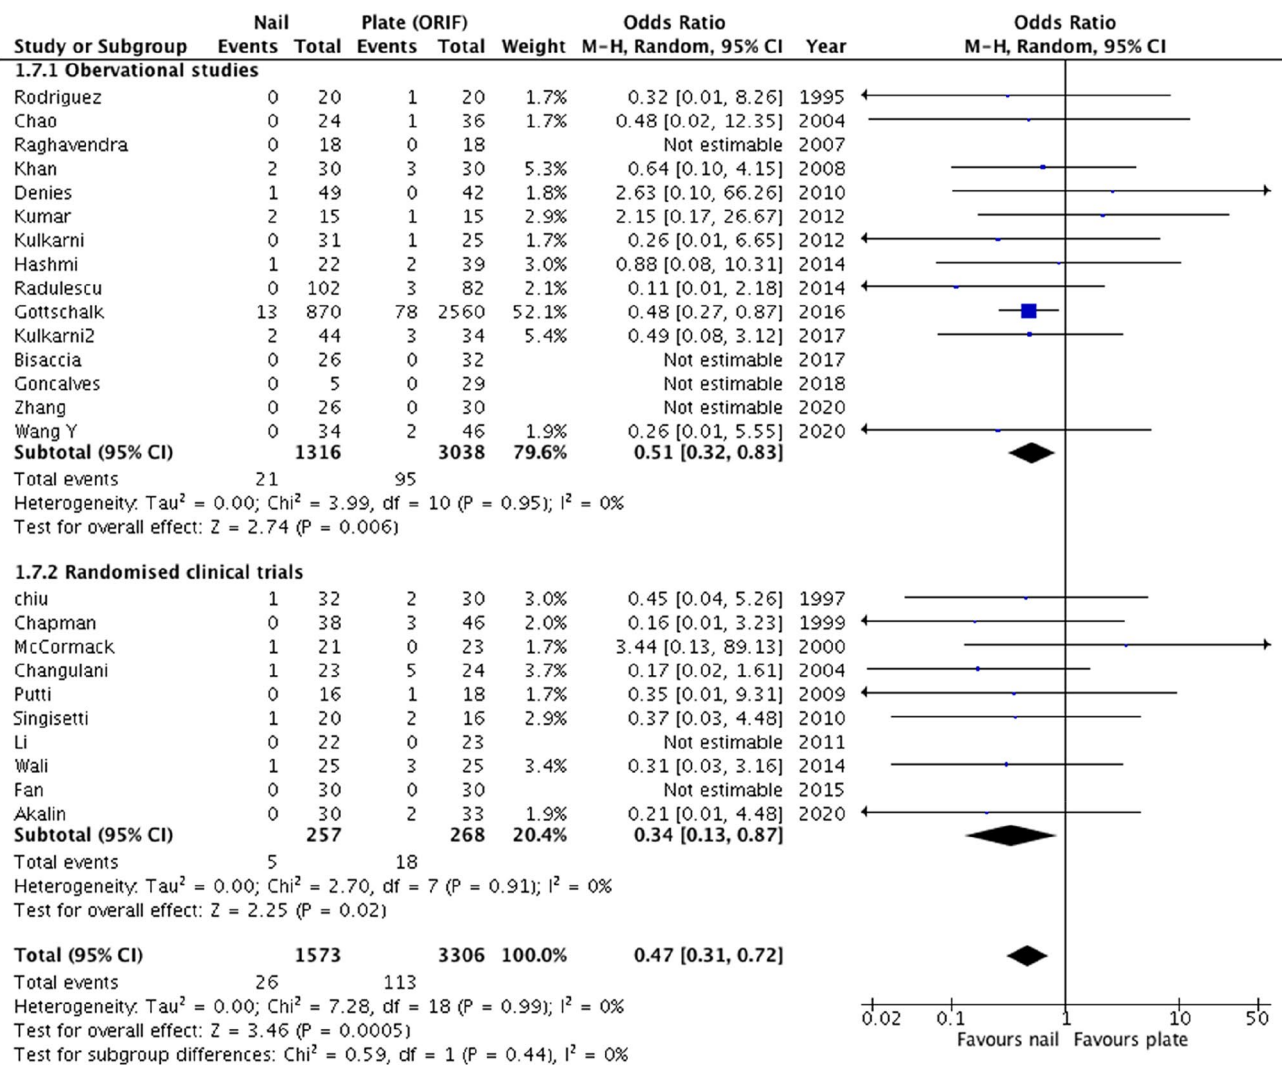 Nail Plate (ORIF) Odds Ratio Odds Ratio
Study or Subgroup Events Total Events Total Weight M-H, Random, 95% CI Year M-H, Random, 95% CI
1.7.1 Obervational studies
Rodriguez 0 20 1 20 1.7% 0.32 [0.01, 8.26] 1995
Chao 0 24 1 36 1.7% 0.48 [0.02, 12.35] 2004
Raghavendra 0 18 0 18 Not estimable 2007
Khan 2 30 3 30 5.3% 0.64 [0.10, 4.15] 2008
Denies 1 49 0 42 1.8% 2.63 [0.10, 66.26] 2010
Kumar 2 15 1 15 2.9% 2.15 [0.17, 26.67] 2012
Kulkarni 0 31 1 25 1.7% 0.26 [0.01, 6.65] 2012
Hashmi 1 22 2 39 3.0% 0.88 [0.08, 10.31] 2014
Radulescu 0 102 3 82 2.1% 0.11 [0.01, 2.18] 2014
Gottschalk 13 870 78 2560 52.1% 0.48 [0.27, 0.87] 2016
Kulkarni2 2 44 3 34 5.4% 0.49 [0.08, 3.12] 2017
Bisaccia 0 26 0 32 Not estimable 2017
Goncalves 0 5 0 29 Not estimable 2018
Zhang 0 26 0 30 Not estimable 2020
Wang Y 0 34 2 46 1.9% 0.26 [0.01, 5.55] 2020
Subtotal (95% CI) 1316 3038 79.6% 0.51 [0.32, 0.83]
Total events 21 95
Heterogeneity: Tau² = 0.00; Chi² = 3.99, df = 10 (P = 0.95); I² = 0%
Test for overall effect: Z = 2.74 (P = 0.006)
1.7.2 Randomised clinical trials
chiu 1 32 2 30 3.0% 0.45 [0.04, 5.26] 1997
Chapman 0 38 3 46 2.0% 0.16 [0.01, 3.23] 1999
McCormack 1 21 0 23 1.7% 3.44 [0.13, 89.13] 2000
Changulani 1 23 5 24 3.7% 0.17 [0.02, 1.61] 2004
Putti 0 16 1 18 1.7% 0.35 [0.01, 9.31] 2009
Singisetti 1 20 2 16 2.9% 0.37 [0.03, 4.48] 2010
Li 0 22 0 23 Not estimable 2011
Wali 1 25 3 25 3.4% 0.31 [0.03, 3.16] 2014
Fan 0 30 0 30 Not estimable 2015
Akalin 0 30 2 33 1.9% 0.21 [0.01, 4.48] 2020
Subtotal (95% CI) 257 268 20.4% 0.34 [0.13, 0.87]
Total events 5 18
Heterogeneity: Tau² = 0.00; Chi² = 2.70, df = 7 (P = 0.91); I² = 0%
Test for overall effect: Z = 2.25 (P = 0.02)
Total (95% CI) 1573 3306 100.0% 0.47 [0.31, 0.72]
Total events 26 113
Heterogeneity: Tau² = 0.00; Chi² = 7.28, df = 18 (P = 0.99); I² = 0%
Test for overall effect: Z = 3.46 (P = 0.0005)
Test for subgroup differences: Chi² = 0.59, df = 1 (P = 0.44), I² = 0%
0.02 0.1 1 10 50
Favours nail Favours plate